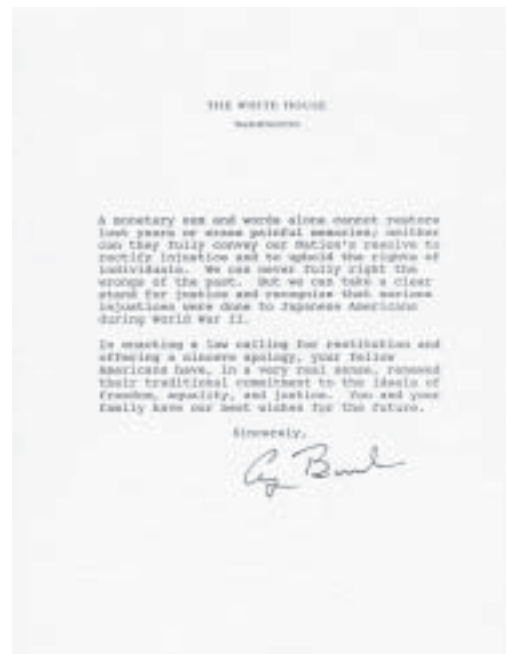 THE WHITE HOUSE
WASHINGTON
A monetary sum and words alone cannot restore
lost years or erase painful memories; neither
can they fully convey our Nation's resolve to
rectify injustice and to uphold the rights of
individuals. We can never fully right the
wrongs of the past. But we can take a clear
stand for justice and recognize that serious
injustices were done to Japanese Americans
during World War II.
In enacting a law calling for restitution and
offering a sincere apology, your fellow
Americans have, in a very real sense, renewed
their traditional commitment to the ideals of
freedom, equality, and justice. You and your
family have our best wishes for the future.
Sincerely,
G Bush